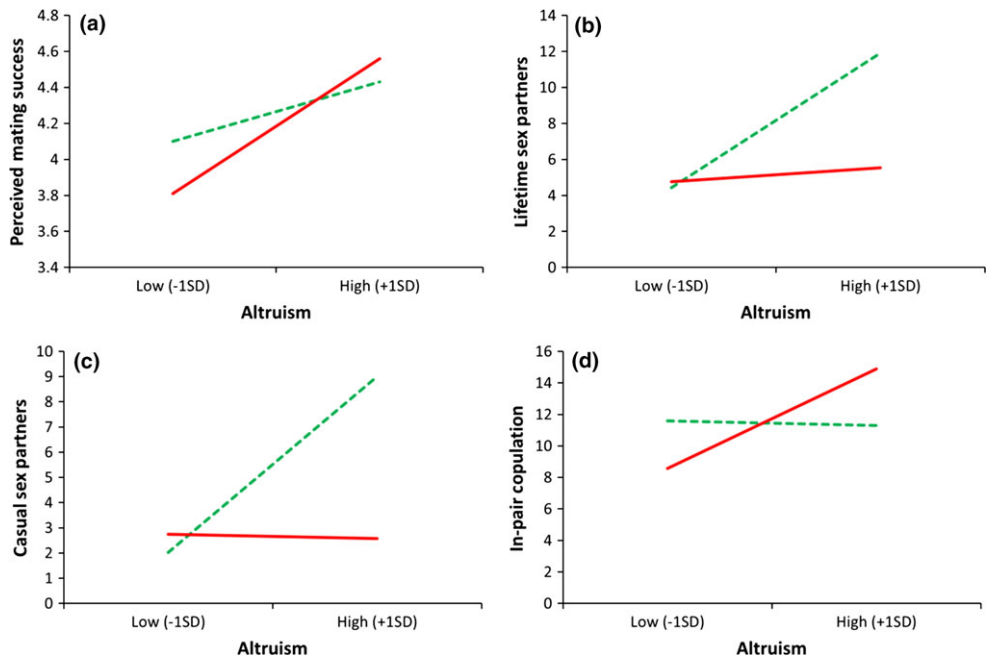 (a)
Perceived mating success
4.8
4.6
4.4
4.2
4
3.8
3.6
3.4
Low (-1SD) High (+1SD)
Altruism
(b)
Lifetime sex partners
14
12
10
8
6
4
2
0
Low (-1SD) High (+1SD)
Altruism
(c)
Casual sex partners
10
9
8
7
6
5
4
3
2
1
0
Low (-1SD) High (+1SD)
Altruism
(d)
In-pair copulation
16
14
12
10
8
6
4
2
0
Low (-1SD) High (+1SD)
Altruism